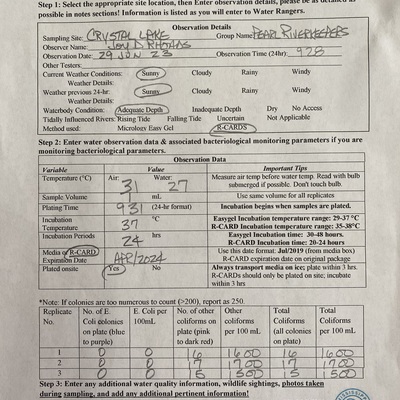 Step 1: Select the appropriate site location, then Enter observation details, please be as detailed as
possible in notes sections! Information is listed as you will enter to Water Rangers.
Observation Details
Sampling Site: CRYSTAL LAKE Group Name: PEARL RIVERKEEPERS
Observer Name: JONI D RHODAS
Observation Date: 29 JUN 23 Observation Time (24hr): 928
Other Testers:
Current Weather Conditions: Sunny Cloudy Rainy Windy
Weather Details:
Weather previous 24-hr: Sunny Cloudy Rainy Windy
Weather Details:
Waterbody Condition: Adequate Depth Inadequate Depth Dry No Access
Tidally Influenced Rivers: Rising Tide Falling Tide Uncertain Not Applicable
Method used: Micrology Easy Gel R-CARDS
Step 2: Enter water observation data & associated bacteriological monitoring parameters if you are
monitoring bacteriological parameters.
Observation Data
Variable Value Important Tips
Temperature (°C) Air: 31 Water: 27 Measure air temp before water temp. Read with bulb
submerged if possible. Don't touch bulb.
Sample Volume 1 mL Use same volume for all replicates
Plating Time 931 (24-hr format) Incubation begins when samples are plated.
Incubation Temperature 37 °C Easygel Incubation temperature range: 29-37 °C
R-CARD Incubation temperature range: 35-38°C
Incubation Periods 24 hrs Easygel Incubation time: 30-48 hours.
R-CARD Incubation time: 20-24 hours
Media or R-CARD Expiration Date APR/2024 Use this date format Jul/2019 (from media box)
R-CARD expiration date on original package
Plated onsite Yes No Always transport media on ice; plate within 3 hrs.
R-CARDs should only be plated on site; incubate
within 3 hrs
*Note: If colonies are too numerous to count (>200), report as 250.
Replicate No. No. of E. Coli colonies on plate (blue to purple) E. Coli per 100mL No. of other coliforms on plate (pink to dark red) Other coliforms per 100 mL Total Coliforms (all colonies on plate) Total Coliforms per 100 mL
1 0 0 16 1600 16 1600
2 0 0 17 1700 17 1700
3 0 0 15 1500 15 1500
Step 3: Enter any additional water quality information, wildlife sightings, photos taken
during sampling, and add any additional pertinent information!